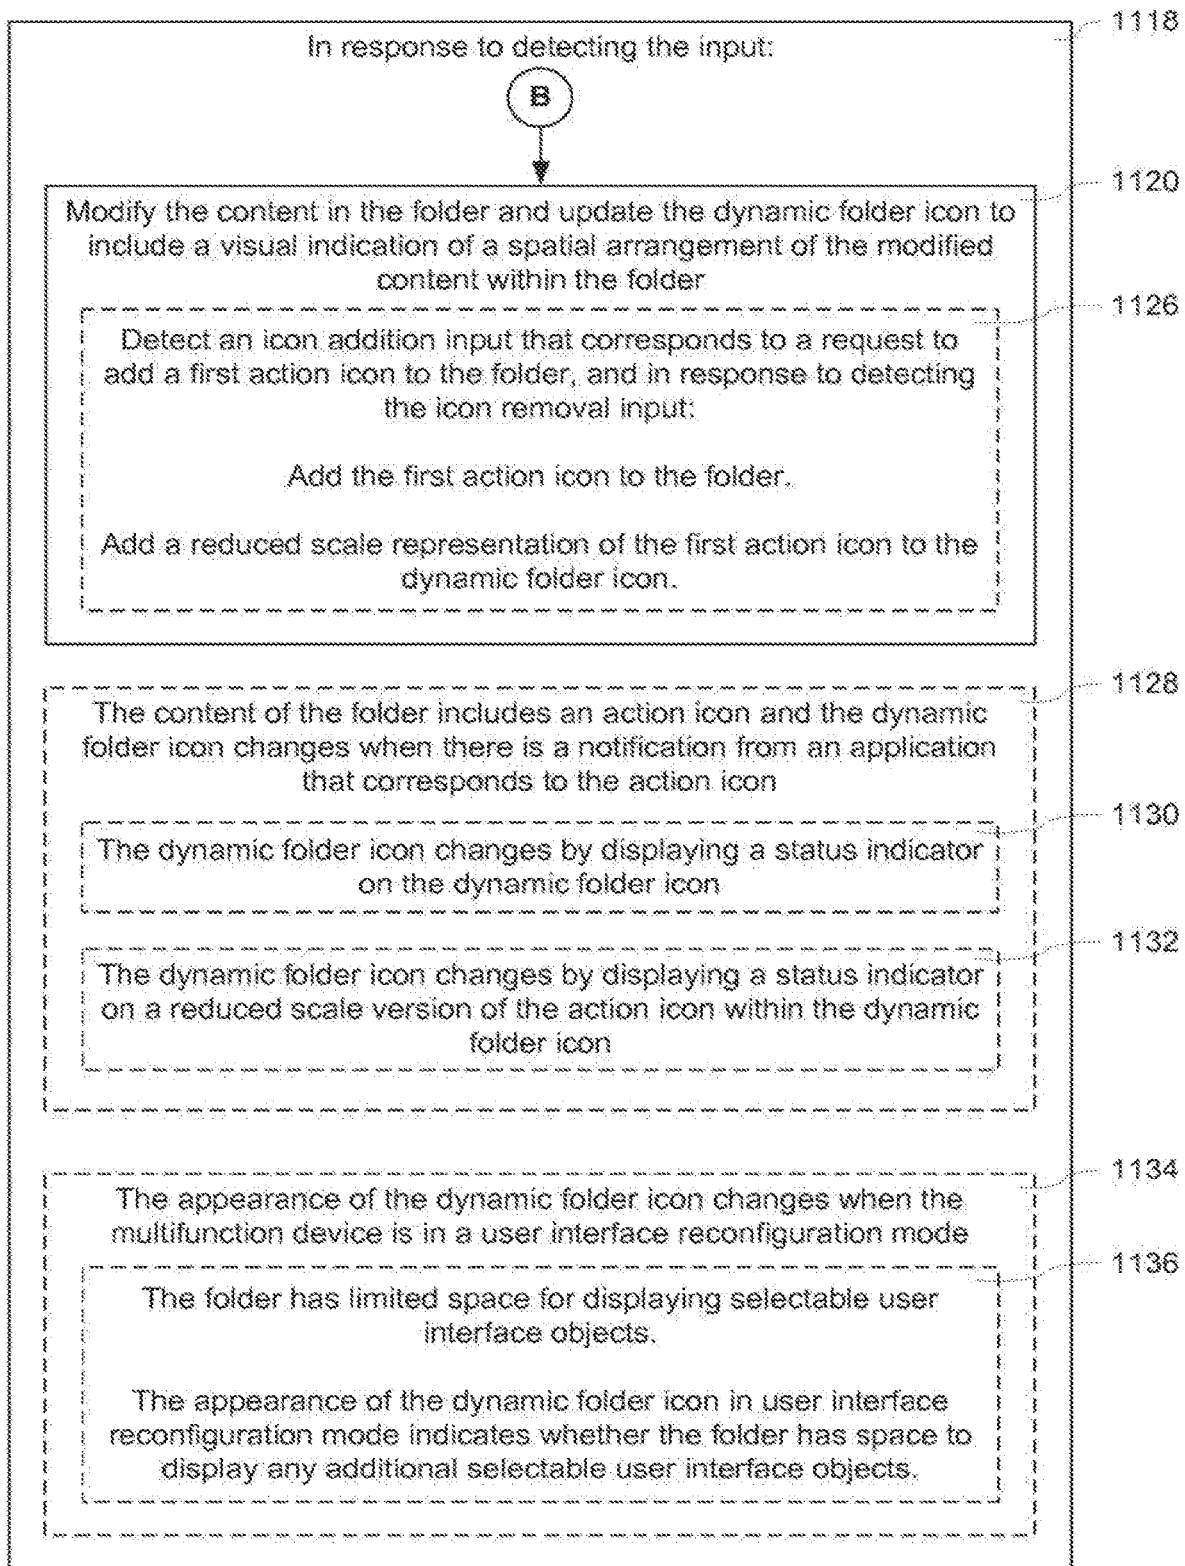 1118
In response to detecting the input:
B
1120
Modify the content in the folder and update the dynamic folder icon to
include a visual indication of a spatial arrangement of the modified
content within the folder
1126
Detect an icon addition input that corresponds to a request to
add a first action icon to the folder, and in response to detecting
the icon removal input:
Add the first action icon to the folder.
Add a reduced scale representation of the first action icon to the
dynamic folder icon.
1128
The content of the folder includes an action icon and the dynamic
folder icon changes when there is a notification from an application
that corresponds to the action icon
1130
The dynamic folder icon changes by displaying a status indicator
on the dynamic folder icon
1132
The dynamic folder icon changes by displaying a status indicator
on a reduced scale version of the action icon within the dynamic
folder icon
1134
The appearance of the dynamic folder icon changes when the
multifunction device is in a user interface reconfiguration mode
1136
The folder has limited space for displaying selectable user
interface objects.
The appearance of the dynamic folder icon in user interface
reconfiguration mode indicates whether the folder has space to
display any additional selectable user interface objects.